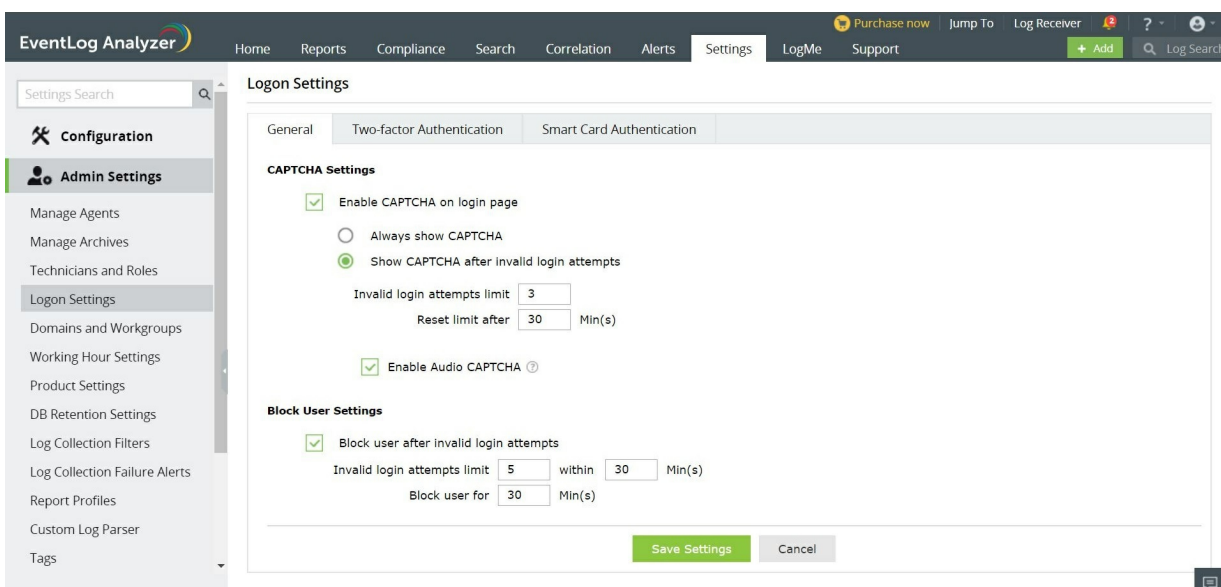 Purchase now Jump To Log Receiver 2 ?
EventLog Analyzer
Home Reports Compliance Search Correlation Alerts Settings LogMe Support + Add Log Search
Settings Search
Configuration
Admin Settings
Manage Agents
Manage Archives
Technicians and Roles
Logon Settings
Domains and Workgroups
Working Hour Settings
Product Settings
DB Retention Settings
Log Collection Filters
Log Collection Failure Alerts
Report Profiles
Custom Log Parser
Tags
Logon Settings
General Two-factor Authentication Smart Card Authentication
CAPTCHA Settings
Enable CAPTCHA on login page
Always show CAPTCHA
Show CAPTCHA after invalid login attempts
Invalid login attempts limit 3
Reset limit after 30 Min(s)
Enable Audio CAPTCHA ?
Block User Settings
Block user after invalid login attempts
Invalid login attempts limit 5 within 30 Min(s)
Block user for 30 Min(s)
Save Settings Cancel